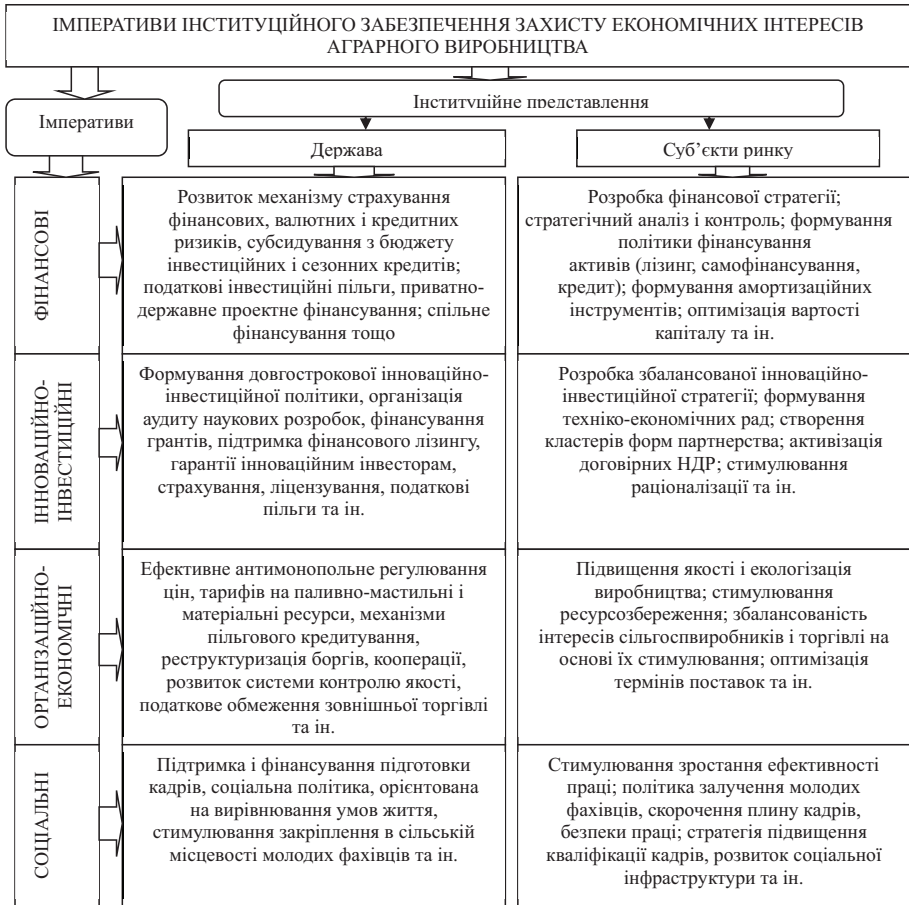 ІМПЕРАТИВИ ІНСТИТУЦІЙНОГО ЗАБЕЗПЕЧЕННЯ ЗАХИСТУ ЕКОНОМІЧНИХ ІНТЕРЕСІВ
АГРАРНОГО ВИРОБНИЦТВА
Імперативи
Інституційне представлення
Держава
Суб’єкти ринку
ФІНАНСОВІ
Розвиток механізму страхування
фінансових, валютних і кредитних
ризиків, субсидування з бюджету
інвестиційних і сезонних кредитів;
податкові інвестиційні пільги, приватно-
державне проектне фінансування; спільне
фінансування тощо
Розробка фінансової стратегії;
стратегічний аналіз і контроль; формування
політики фінансування
активів (лізинг, самофінансування,
кредит); формування амортизаційних
інструментів; оптимізація вартості
капіталу та ін.
ІННОВАЦІЙНО-
ІНВЕСТИЦІЙНІ
Формування довгострокової інноваційно-
інвестиційної політики, організація
аудиту наукових розробок, фінансування
грантів, підтримка фінансового лізингу,
гарантії інноваційним інвесторам,
страхування, ліцензування, податкові
пільги та ін.
Розробка збалансованої інноваційно-
інвестиційної стратегії; формування
техніко-економічних рад; створення
кластерів форм партнерства; активізація
договірних НДР; стимулювання
раціоналізації та ін.
ОРГАНІЗАЦІЙНО-
ЕКОНОМІЧНІ
Ефективне антимонопольне регулювання
цін, тарифів на паливно-мастильні і
матеріальні ресурси, механізми
пільгового кредитування,
реструктуризація боргів, кооперації,
розвиток системи контролю якості,
податкове обмеження зовнішньої торгівлі
та ін.
Підвищення якості і екологізація
виробництва; стимулювання
ресурсозбереження; збалансованість
інтересів сільгоспвиробників і торгівлі на
основі їх стимулювання; оптимізація
термінів поставок та ін.
СОЦІАЛЬНІ
Підтримка і фінансування підготовки
кадрів, соціальна політика, орієнтована
на вирівнювання умов життя,
стимулювання закріплення в сільській
місцевості молодих фахівців та ін.
Стимулювання зростання ефективності
праці; політика залучення молодих
фахівців, скорочення плину кадрів,
безпеки праці; стратегія підвищення
кваліфікації кадрів, розвиток соціальної
інфраструктури та ін.